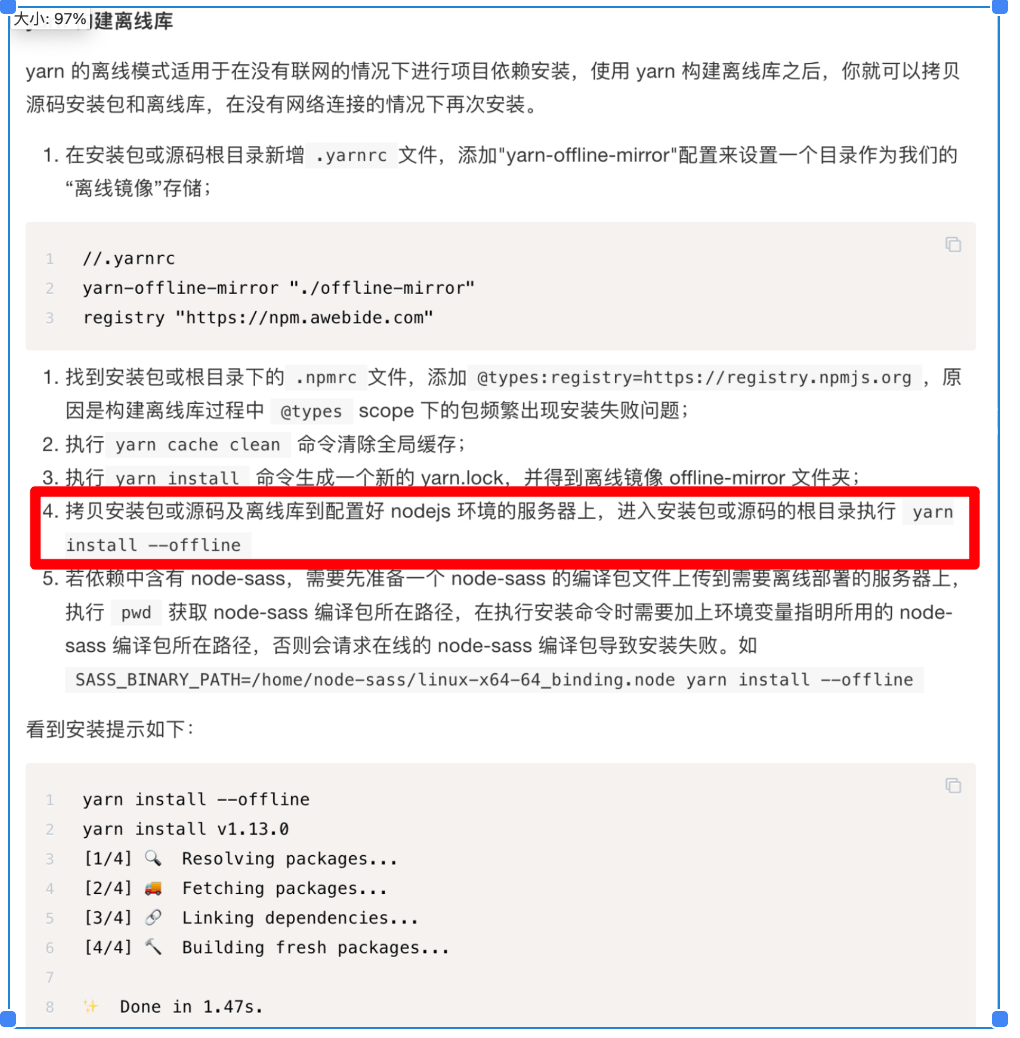 大小: 97%
建离线库
yarn 的离线模式适用于在没有联网的情况下进行项目依赖安装，使用 yarn 构建离线库之后，你就可以拷贝
源码安装包和离线库，在没有网络连接的情况下再次安装。
1. 在安装包或源码根目录新增 .yarnrc 文件，添加"yarn-offline-mirror"配置来设置一个目录作为我们的
“离线镜像”存储；
1 //.yarnrc
2 yarn-offline-mirror "./offline-mirror"
3 registry "https://npm.awebide.com"
1. 找到安装包或根目录下的 .npmrc 文件，添加 @types:registry=https://registry.npmjs.org ，原
因是构建离线库过程中 @types scope 下的包频繁出现安装失败问题；
2. 执行 yarn cache clean 命令清除全局缓存；
3. 执行 yarn install 命令生成一个新的 yarn.lock，并得到离线镜像 offline-mirror 文件夹；
4. 拷贝安装包或源码及离线库到配置好 nodejs 环境的服务器上，进入安装包或源码的根目录执行 yarn
install --offline
5. 若依赖中含有 node-sass，需要先准备一个 node-sass 的编译包文件上传到需要离线部署的服务器上，
执行 pwd 获取 node-sass 编译包所在路径，在执行安装命令时需要加上环境变量指明所用的 node-
sass 编译包所在路径，否则会请求在线的 node-sass 编译包导致安装失败。如
SASS_BINARY_PATH=/home/node-sass/linux-x64-64_binding.node yarn install --offline
看到安装提示如下：
1 yarn install --offline
2 yarn install v1.13.0
3 [1/4] 🔍 Resolving packages...
4 [2/4] 🚚 Fetching packages...
5 [3/4] 🔗 Linking dependencies...
6 [4/4] 🔨 Building fresh packages...
7
8 ✨ Done in 1.47s.